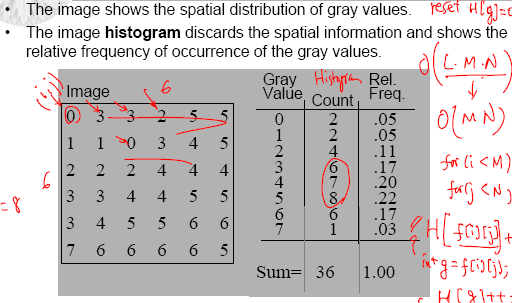 • The image shows the spatial distribution of gray values.
• The image histogram discards the spatial information and shows the
relative frequency of occurrence of the gray values.
reset H[g]=0
O(L·M·N)
↓
O(MN)
for(i<M)
for(j<N)
H[f(i)(j)]+
int g=f(i)(j);
H[g]++
(i,j)
6
6
=8
Image
0 3 3 2 5 5
1 1 0 3 4 5
2 2 2 4 4 4
3 3 4 4 5 5
3 4 5 5 6 6
7 6 6 6 6 5
Gray Histogram Rel.
Value Count Freq.
0 2 .05
1 2 .05
2 4 .11
3 6 .17
4 7 .20
5 8 .22
6 6 .17
7 1 .03
Sum= 36 1.00